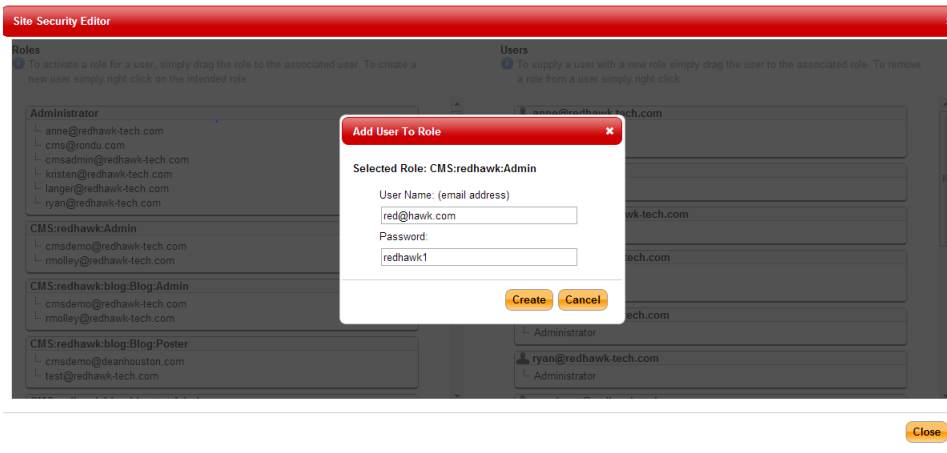 Site Security Editor
Roles
To activate a role for a user, simply drag the role to the associated user. To create a
new user simply right click on the intended role
Administrator
anne@redhawk-tech.com
cms@rondu.com
cmsadmin@redhawk-tech.com
kristen@redhawk-tech.com
langer@redhawk-tech.com
ryan@redhawk-tech.com
CMS:redhawk:Admin
cmsdemo@redhawk-tech.com
rmolley@redhawk-tech.com
CMS:redhawk:blog:Blog:Admin
cmsdemo@redhawk-tech.com
rmolley@redhawk-tech.com
CMS:redhawk:blog:Blog:Poster
cmsdemo@deanhouston.com
test@redhawk-tech.com
Users
To supply a user with a new role simply drag the user to the associated role. To remove
a role from a user simply right click
anne@redhawk-tech.com
wk-tech.com
ech.com
ech.com
Administrator
ryan@redhawk-tech.com
Administrator
Add User To Role
Selected Role: CMS:redhawk:Admin
User Name: (email address)
red@hawk.com
Password:
redhawk1
Create Cancel
Close